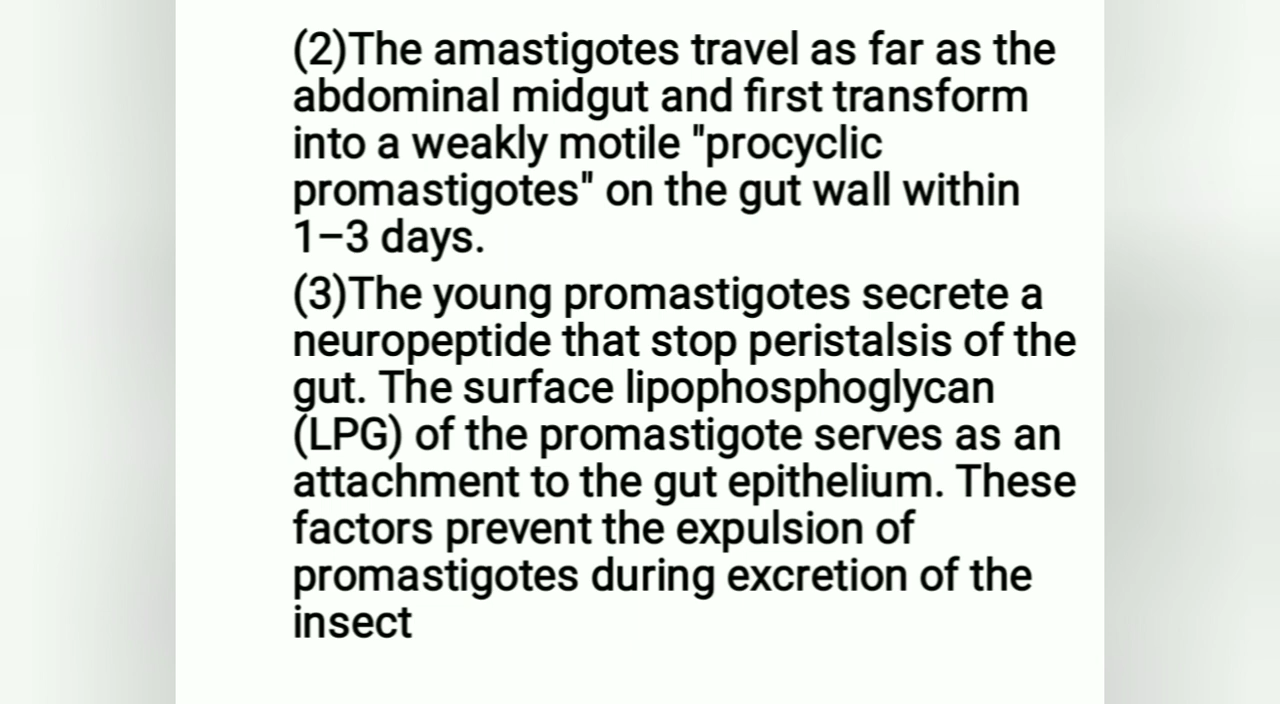 (2)The amastigotes travel as far as the
abdominal midgut and first transform
into a weakly motile "procyclic
promastigotes" on the gut wall within
1–3 days.
(3)The young promastigotes secrete a
neuropeptide that stop peristalsis of the
gut. The surface lipophosphoglycan
(LPG) of the promastigote serves as an
attachment to the gut epithelium. These
factors prevent the expulsion of
promastigotes during excretion of the
insect